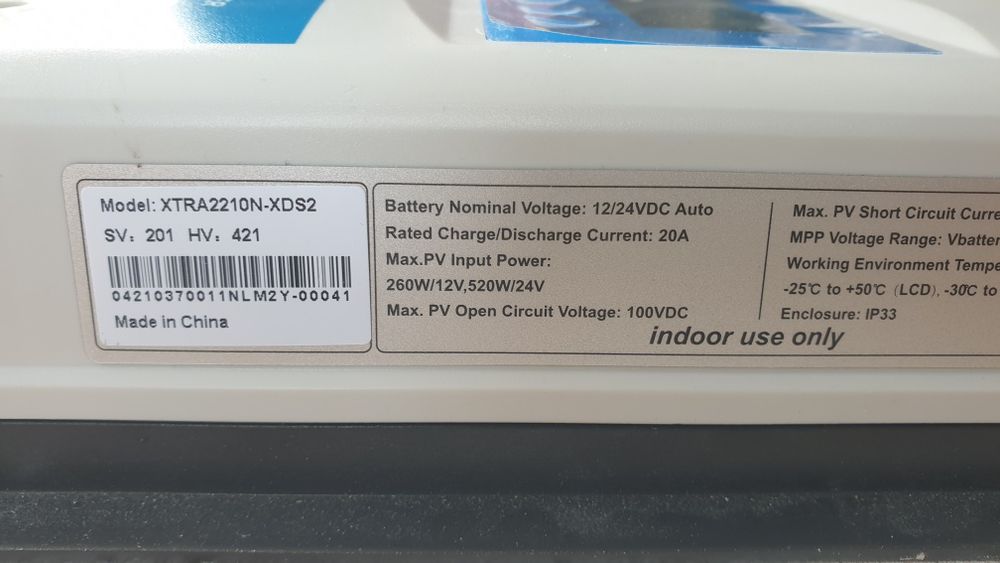 Model: XTRA2210N-XDS2
SV: 201 HV: 421
04210370011NLM2Y-00041
Made in China
Battery Nominal Voltage: 12/24VDC Auto
Rated Charge/Discharge Current: 20A
Max.PV Input Power:
260W/12V,520W/24V
Max. PV Open Circuit Voltage: 100VDC
Max. PV Short Circuit
MPP Voltage Range:
Working Environment
-25℃ to +50℃ (LCD), -30℃ to
Enclosure: IP33
indoor use only